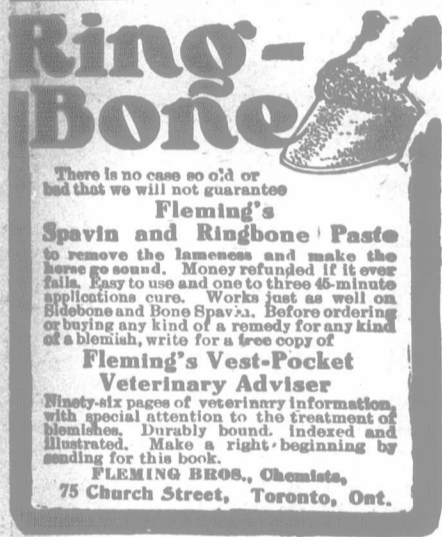 Ring-
Bone
There is no case so old or
bad that we will not guarantee
Fleming's
Spavin and Ringbone Paste
to remove the lameness and make the
horse go sound. Money refunded if it ever
fails. Easy to use and one to three 45-minute
applications cure. Works just as well on
Sidebone and Bone Spavin. Before ordering
or buying any kind of a remedy for any kind
of a blemish, write for a free copy of
Fleming's Vest-Pocket
Veterinary Adviser
Ninety-six pages of veterinary information,
with special attention to the treatment of
blemishes. Durably bound. indexed and
illustrated. Make a right beginning by
sending for this book.
FLEMING BROS., Chemists,
75 Church Street, Toronto, Ont.